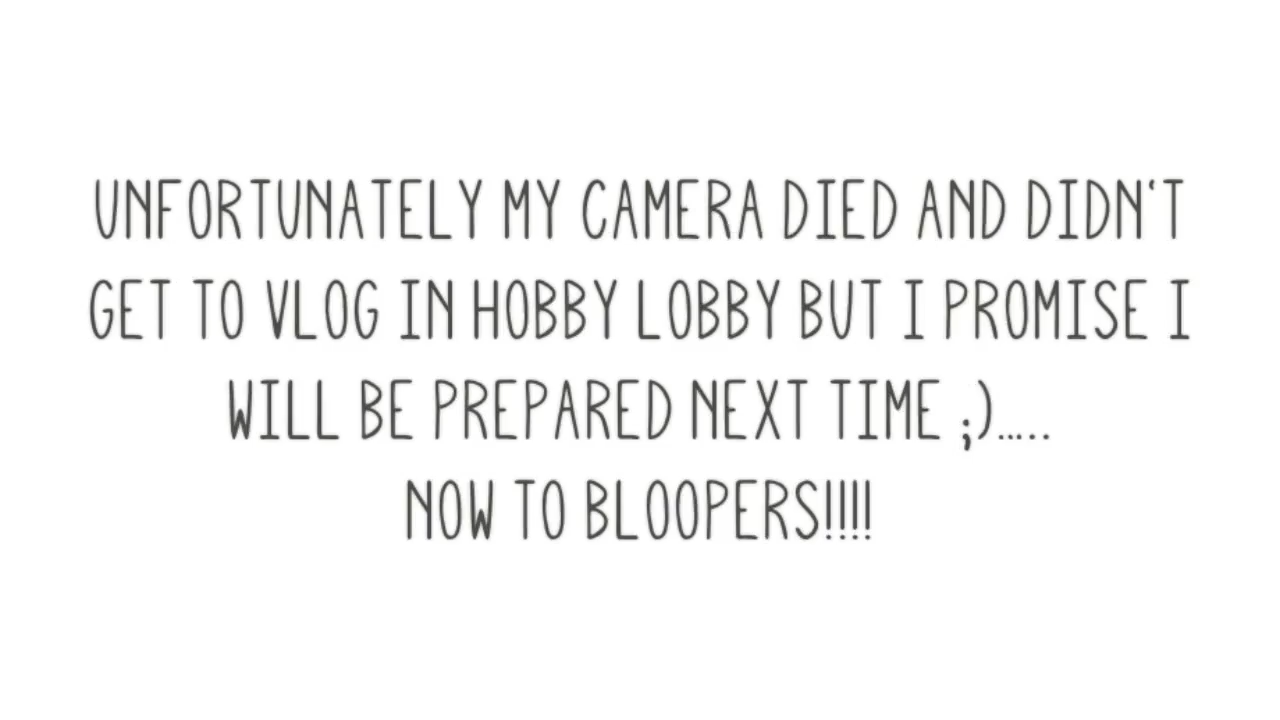 UNFORTUNATELY MY CAMERA DIED AND DIDN'T
GET TO VLOG IN HOBBY LOBBY BUT I PROMISE I
WILL BE PREPARED NEXT TIME ;).....
NOW TO BLOOPERS!!!!